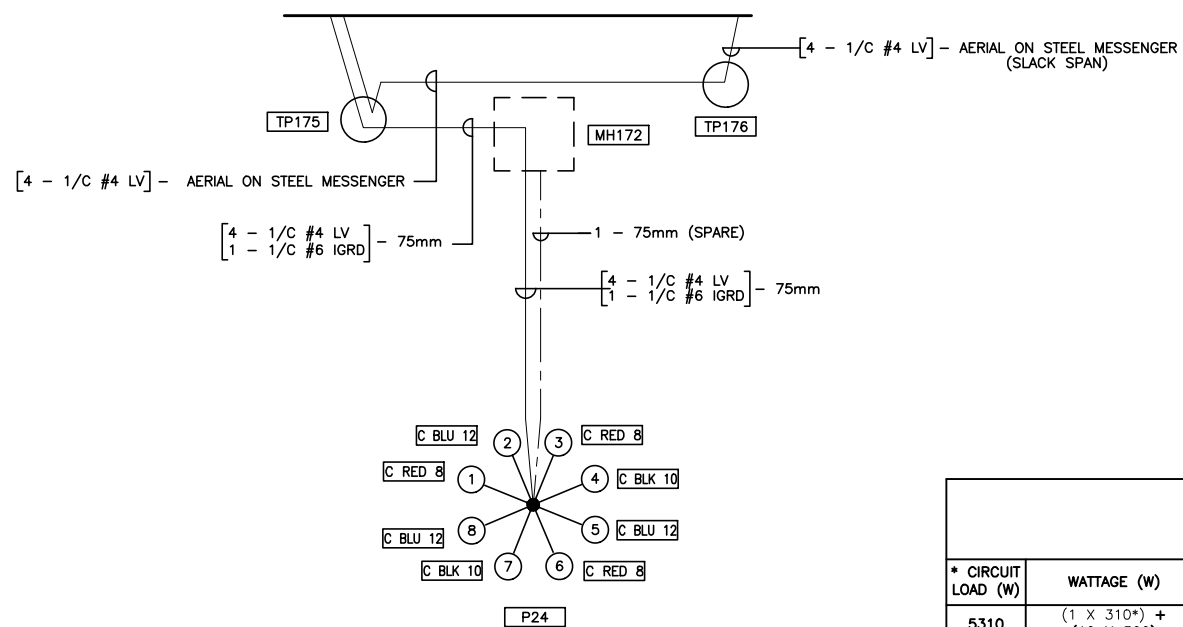 [4 - 1/C #4 LV] - AERIAL ON STEEL MESSENGER
(SLACK SPAN)
TP175
MH172
TP176
[4 - 1/C #4 LV] - AERIAL ON STEEL MESSENGER
[4 - 1/C #4 LV
1 - 1/C #6 IGRD] - 75mm
1 - 75mm (SPARE)
[4 - 1/C #4 LV
1 - 1/C #6 IGRD] - 75mm
C BLU 12
2
3
C RED 8
C RED 8
1
4
C BLK 10
C BLU 12
8
5
C BLU 12
C BLK 10
7
6
C RED 8
P24
* CIRCUIT
LOAD (W)
WATTAGE (W)
5310
(1 X 310*) +